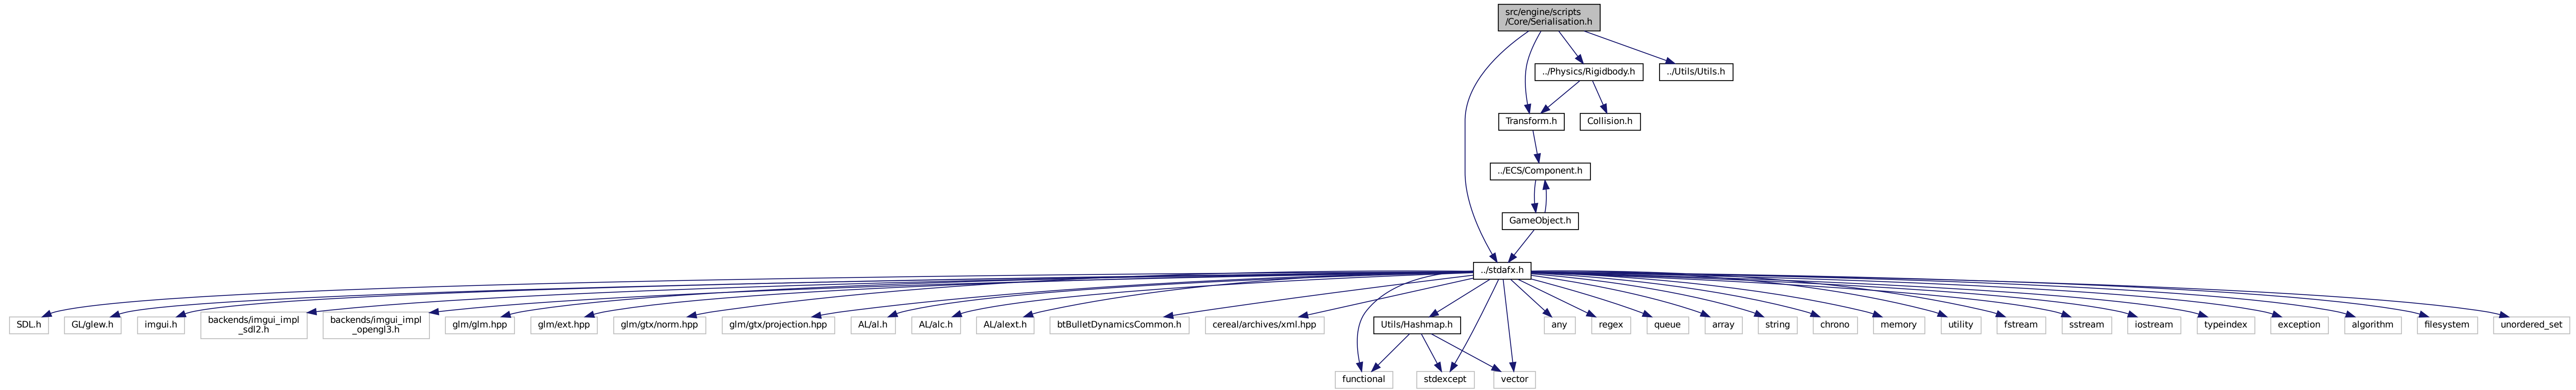 src/engine/scripts
/Core/Serialisation.h
../Physics/Rigidbody.h
../Utils/Utils.h
Transform.h
Collision.h
../ECS/Component.h
GameObject.h
../stdafx.h
SDL.h
GL/glew.h
imgui.h
backends/imgui_impl
_sdl2.h
backends/imgui_impl
_opengl3.h
glm/glm.hpp
glm/ext.hpp
glm/gtx/norm.hpp
glm/gtx/projection.hpp
AL/al.h
AL/alc.h
AL/alext.h
btBulletDynamicsCommon.h
cereal/archives/xml.hpp
Utils/Hashmap.h
any
regex
queue
array
string
chrono
memory
utility
fstream
sstream
iostream
typeindex
exception
algorithm
filesystem
unordered_set
functional
stdexcept
vector